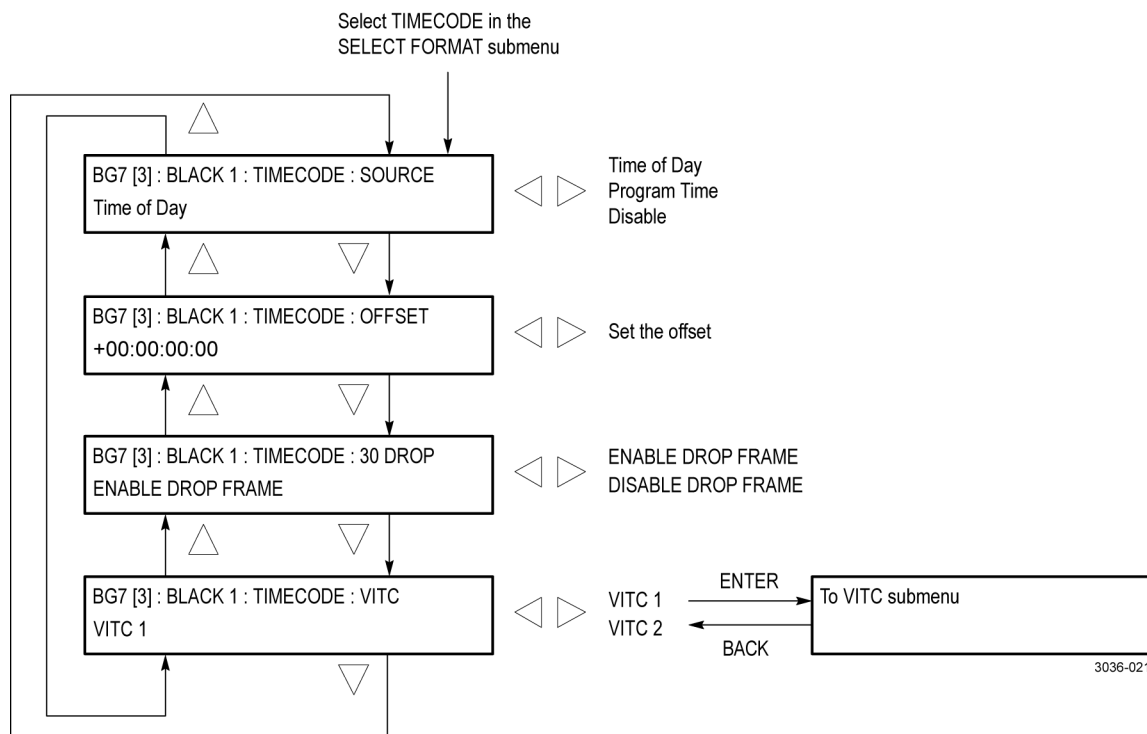 Select TIMECODE in the
SELECT FORMAT submenu
BG7 [3] : BLACK 1 : TIMECODE : SOURCE
Time of Day
Time of Day
Program Time
Disable
BG7 [3] : BLACK 1 : TIMECODE : OFFSET
+00:00:00:00
Set the offset
BG7 [3] : BLACK 1 : TIMECODE : 30 DROP
ENABLE DROP FRAME
ENABLE DROP FRAME
DISABLE DROP FRAME
BG7 [3] : BLACK 1 : TIMECODE : VITC
VITC 1
VITC 1
VITC 2
ENTER
BACK
To VITC submenu
3036-021